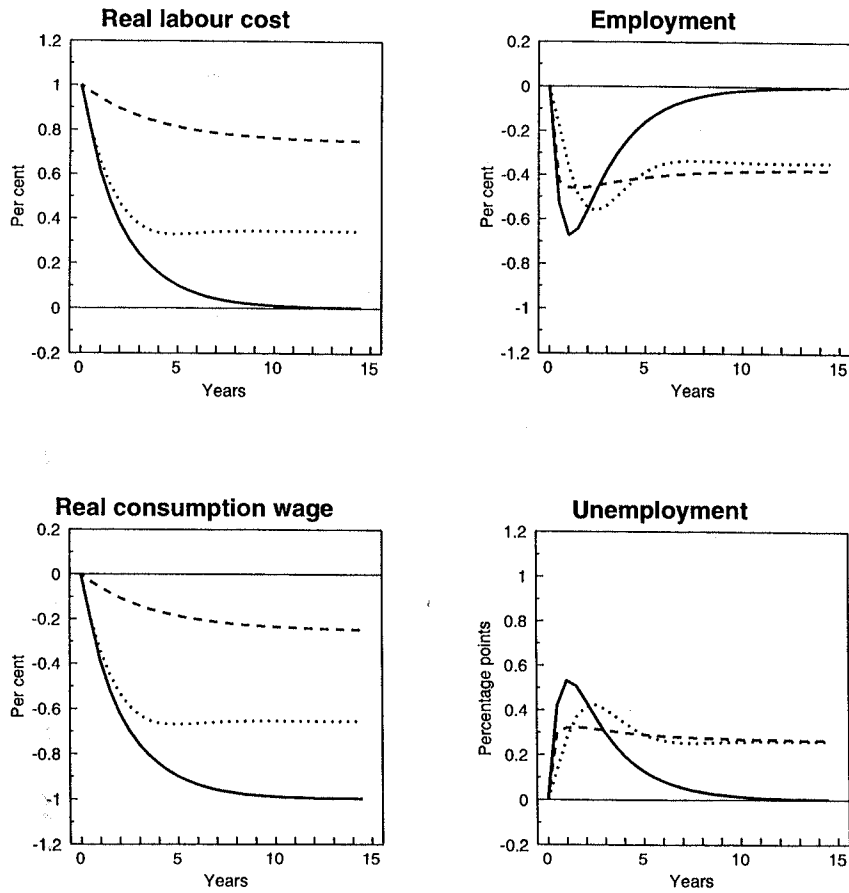 Real labour cost
1.2
1
0.8
0.6
0.4
0.2
0
-0.2
Per cent
0 5 10 15
Years
Employment
0.2
0
-0.2
-0.4
-0.6
-0.8
-1
-1.2
Per cent
0 5 10 15
Years
Real consumption wage
0.2
0
-0.2
-0.4
-0.6
-0.8
-1
-1.2
Per cent
0 5 10 15
Years
Unemployment
1.2
1
0.8
0.6
0.4
0.2
0
-0.2
Percentage points
0 5 10 15
Years